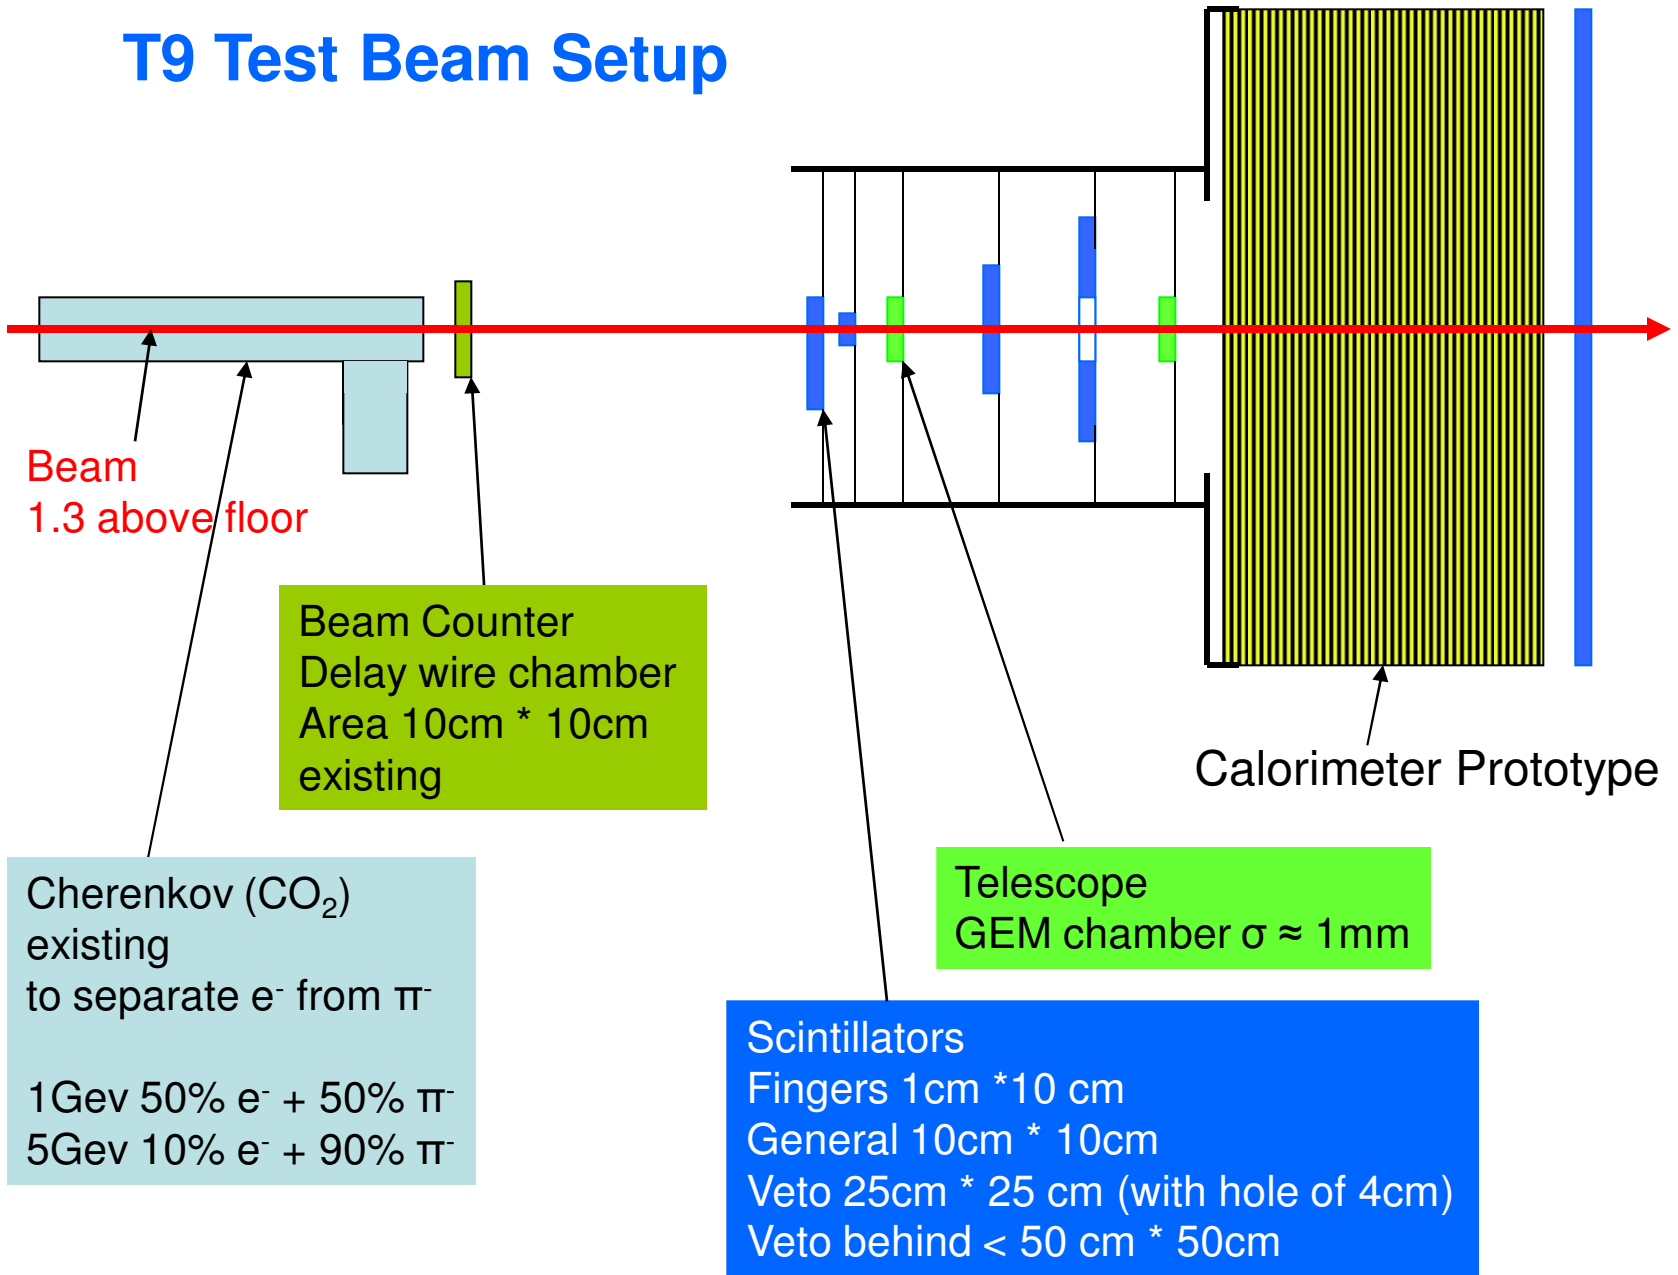 T9 Test Beam Setup
Beam
1.3 above floor
Beam Counter
Delay wire chamber
Area 10cm * 10cm
existing
Calorimeter Prototype
Cherenkov (CO₂)
existing
to separate e⁻ from π⁻
1Gev 50% e⁻ + 50% π⁻
5Gev 10% e⁻ + 90% π⁻
Telescope
GEM chamber σ ≈ 1mm
Scintillators
Fingers 1cm *10 cm
General 10cm * 10cm
Veto 25cm * 25 cm (with hole of 4cm)
Veto behind < 50 cm * 50cm